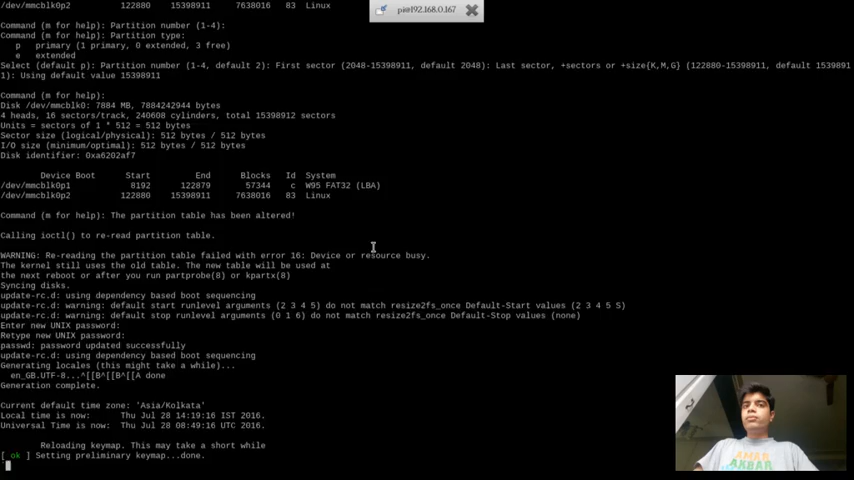 pi@192.168.0.167
/dev/mmcblk0p2 122880 15398911 7638016 83 Linux
Command (m for help): Partition number (1-4):
Command (m for help): Partition type:
p primary (1 primary, 0 extended, 3 free)
e extended
Select (default p): Partition number (1-4, default 2): First sector (2048-15398911, default 2048): Last sector, +sectors or +size{K,M,G} (122880-15398911, default 1539891
1): Using default value 15398911
Command (m for help):
Disk /dev/mmcblk0: 7884 MB, 7884242944 bytes
4 heads, 16 sectors/track, 240608 cylinders, total 15398912 sectors
Units = sectors of 1 * 512 = 512 bytes
Sector size (logical/physical): 512 bytes / 512 bytes
I/O size (minimum/optimal): 512 bytes / 512 bytes
Disk identifier: 0xa6202af7
Device Boot Start End Blocks Id System
/dev/mmcblk0p1 8192 122879 57344 c W95 FAT32 (LBA)
/dev/mmcblk0p2 122880 15398911 7638016 83 Linux
Command (m for help): The partition table has been altered!
Calling ioctl() to re-read partition table.
WARNING: Re-reading the partition table failed with error 16: Device or resource busy.
The kernel still uses the old table. The new table will be used at
the next reboot or after you run partprobe(8) or kpartx(8)
Syncing disks.
update-rc.d: using dependency based boot sequencing
update-rc.d: warning: default start runlevel arguments (2 3 4 5) do not match resize2fs_once Default-Start values (2 3 4 5 S)
update-rc.d: warning: default stop runlevel arguments (0 1 6) do not match resize2fs_once Default-Stop values (none)
Enter new UNIX password:
Retype new UNIX password:
passwd: password updated successfully
update-rc.d: using dependency based boot sequencing
Generating locales (this might take a while)...
en_GB.UTF-8...^[[B^[[B^[[A done
Generation complete.
Current default time zone: 'Asia/Kolkata'
Local time is now: Thu Jul 28 14:19:16 IST 2016.
Universal Time is now: Thu Jul 28 08:49:16 UTC 2016.
Reloading keymap. This may take a short while
[ ok ] Setting preliminary keymap...done.
AMAR
AKBAR